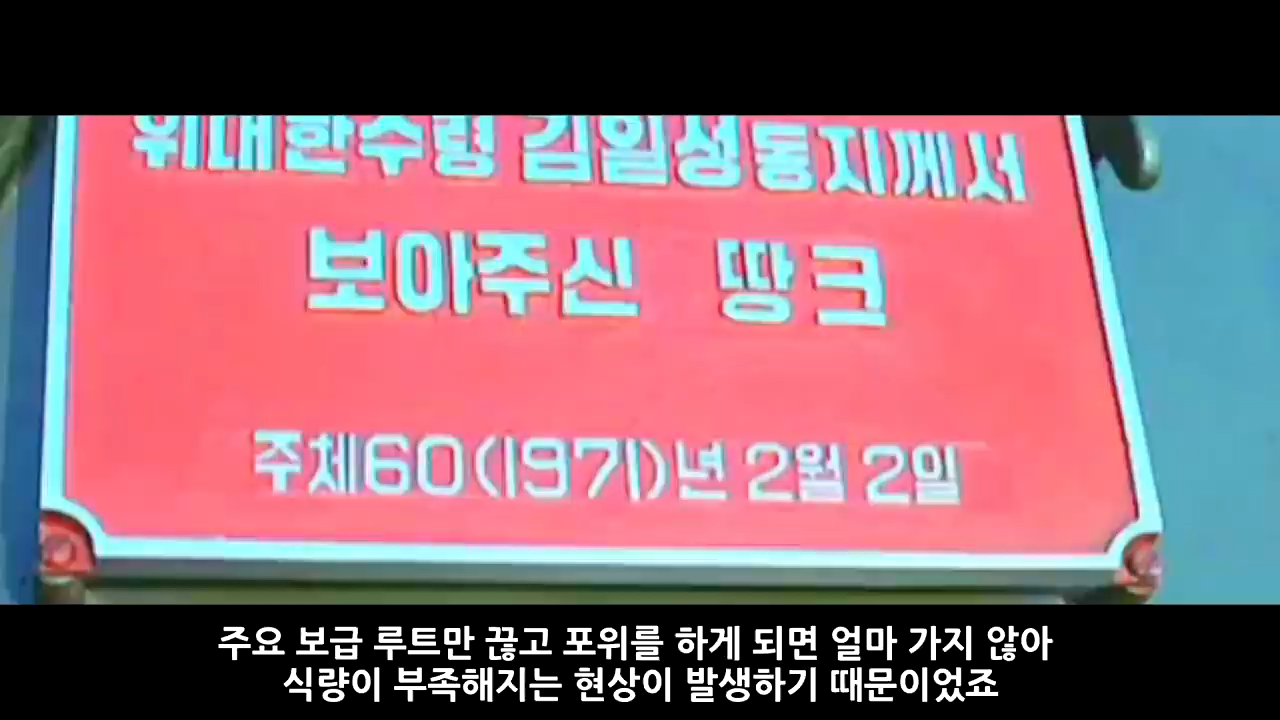 위대한수령 김일성동지께서
보아주신 땅크
주체60(1971)년 2월 2일
주요 보급 루트만 끊고 포위를 하게 되면 얼마 가지 않아
식량이 부족해지는 현상이 발생하기 때문이었죠